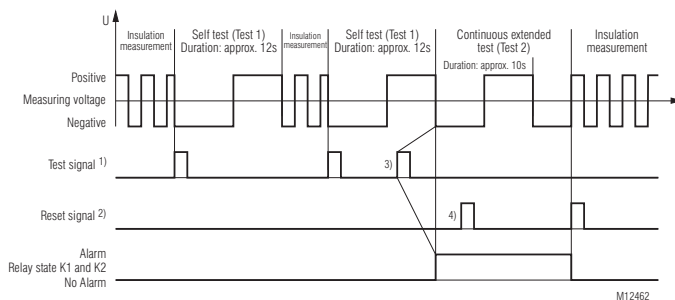 U
Insulation
measurement
Self test (Test 1)
Duration: approx. 12s
Insulation
measurement
Self test (Test 1)
Duration: approx. 12s
Continuous extended
test (Test 2)
Duration: approx. 10s
Insulation
measurement
Positive
Measuring voltage
Negative
Test signal 1)
3)
Reset signal 2)
4)
Alarm
Relay state K1 and K2
No Alarm
M12462